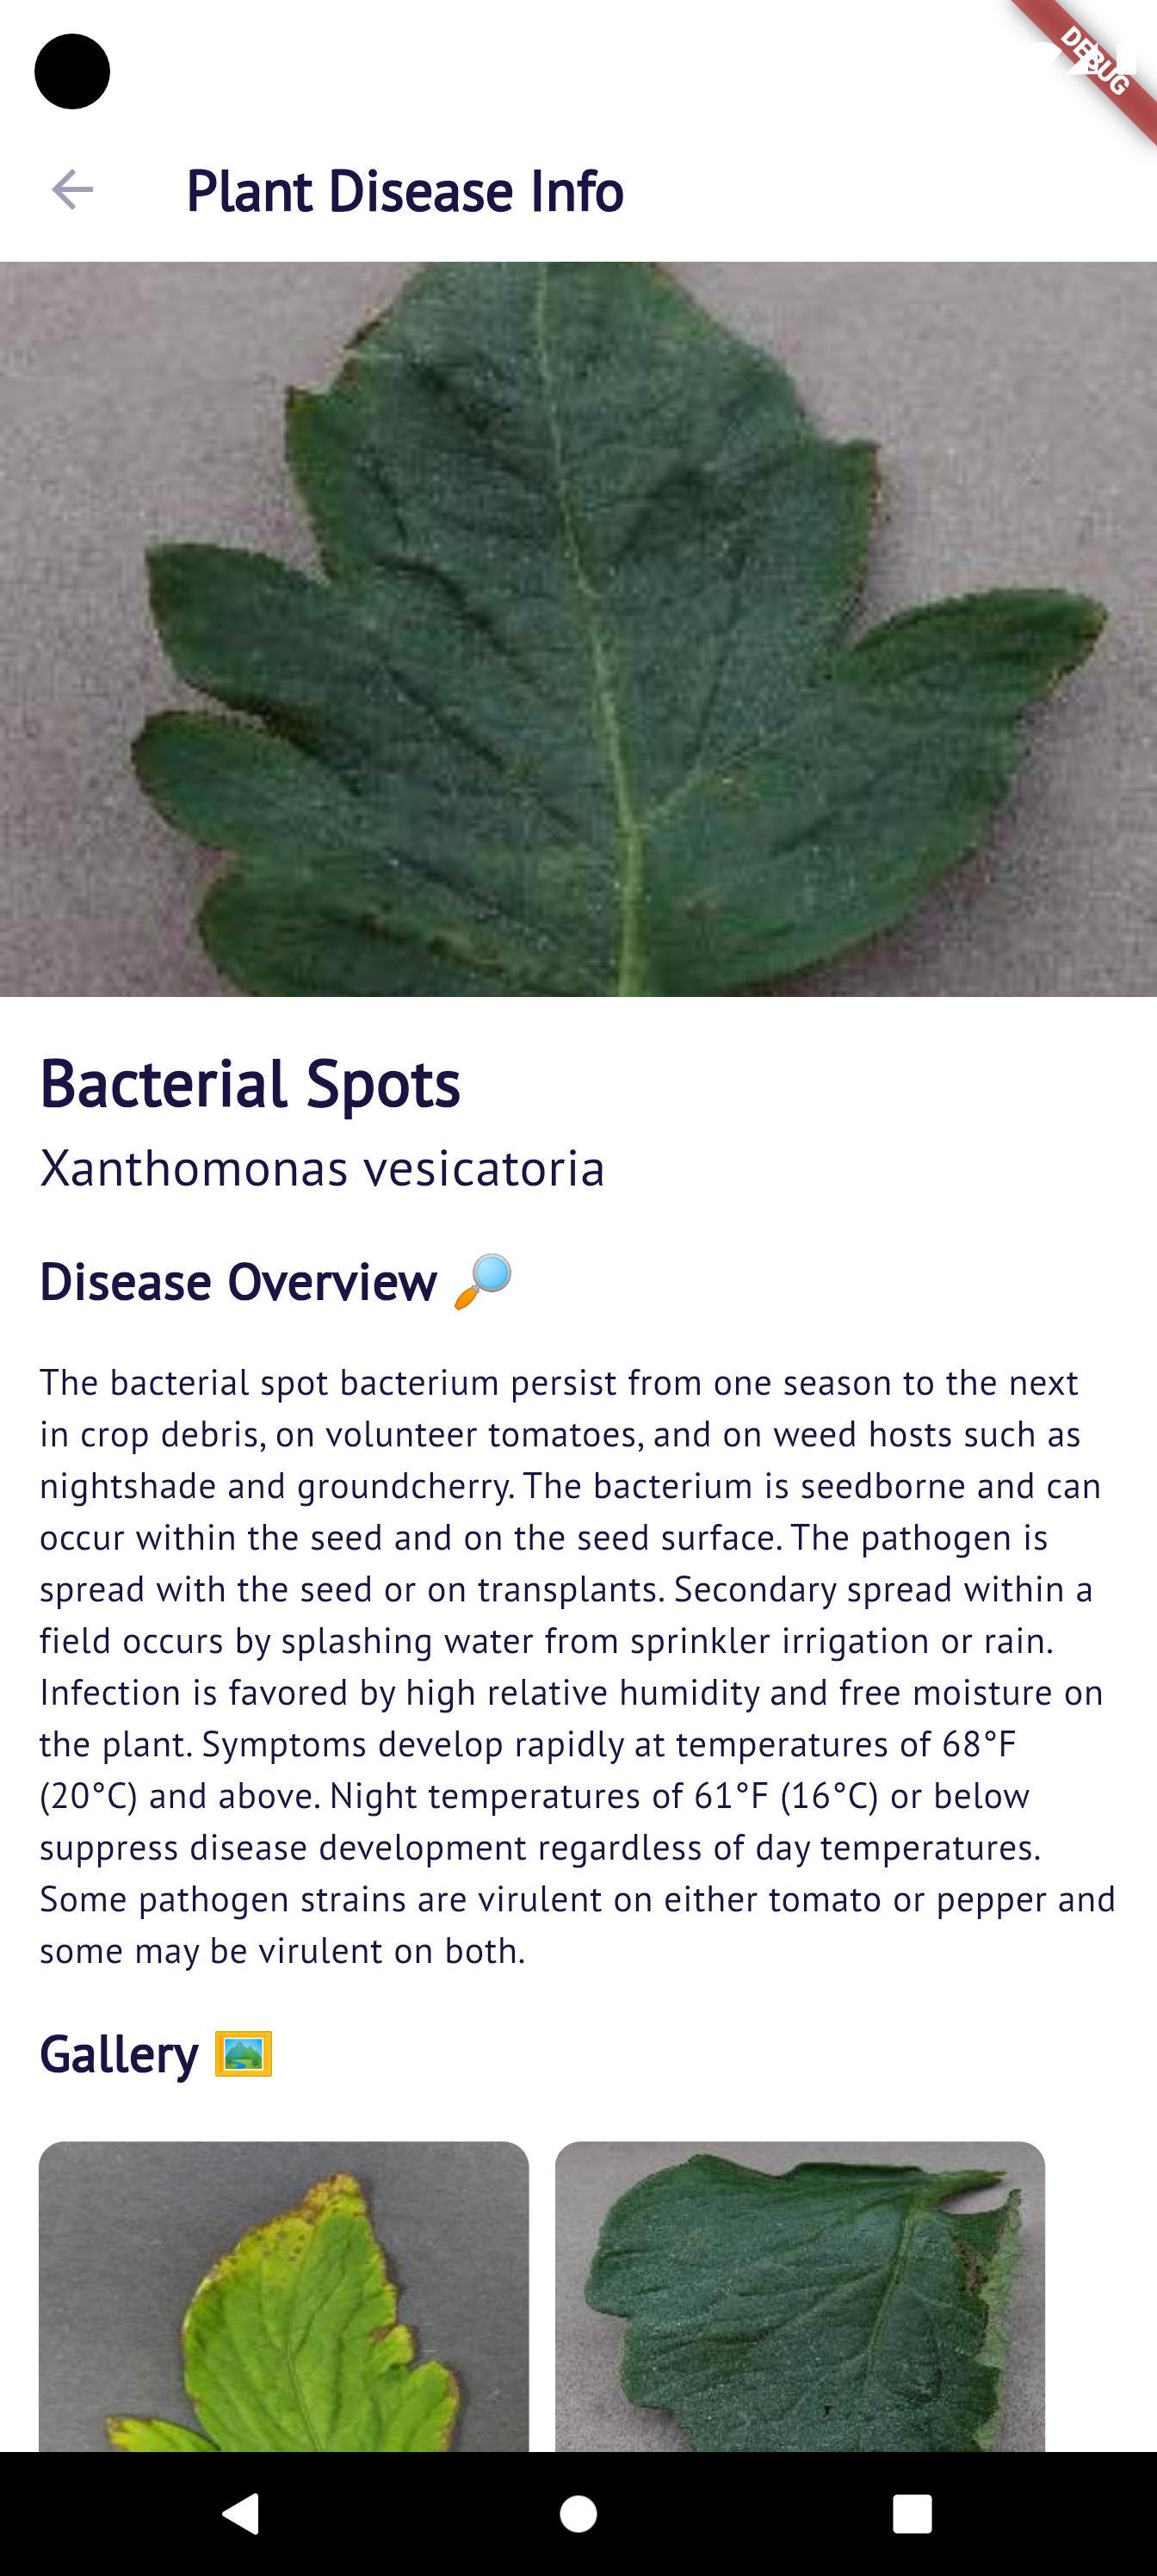 DEBUG
Plant Disease Info
Bacterial Spots
Xanthomonas vesicatoria
Disease Overview 🔎
The bacterial spot bacterium persist from one season to the next
in crop debris, on volunteer tomatoes, and on weed hosts such as
nightshade and groundcherry. The bacterium is seedborne and can
occur within the seed and on the seed surface. The pathogen is
spread with the seed or on transplants. Secondary spread within a
field occurs by splashing water from sprinkler irrigation or rain.
Infection is favored by high relative humidity and free moisture on
the plant. Symptoms develop rapidly at temperatures of 68°F
(20°C) and above. Night temperatures of 61°F (16°C) or below
suppress disease development regardless of day temperatures.
Some pathogen strains are virulent on either tomato or pepper and
some may be virulent on both.
Gallery 🖼️